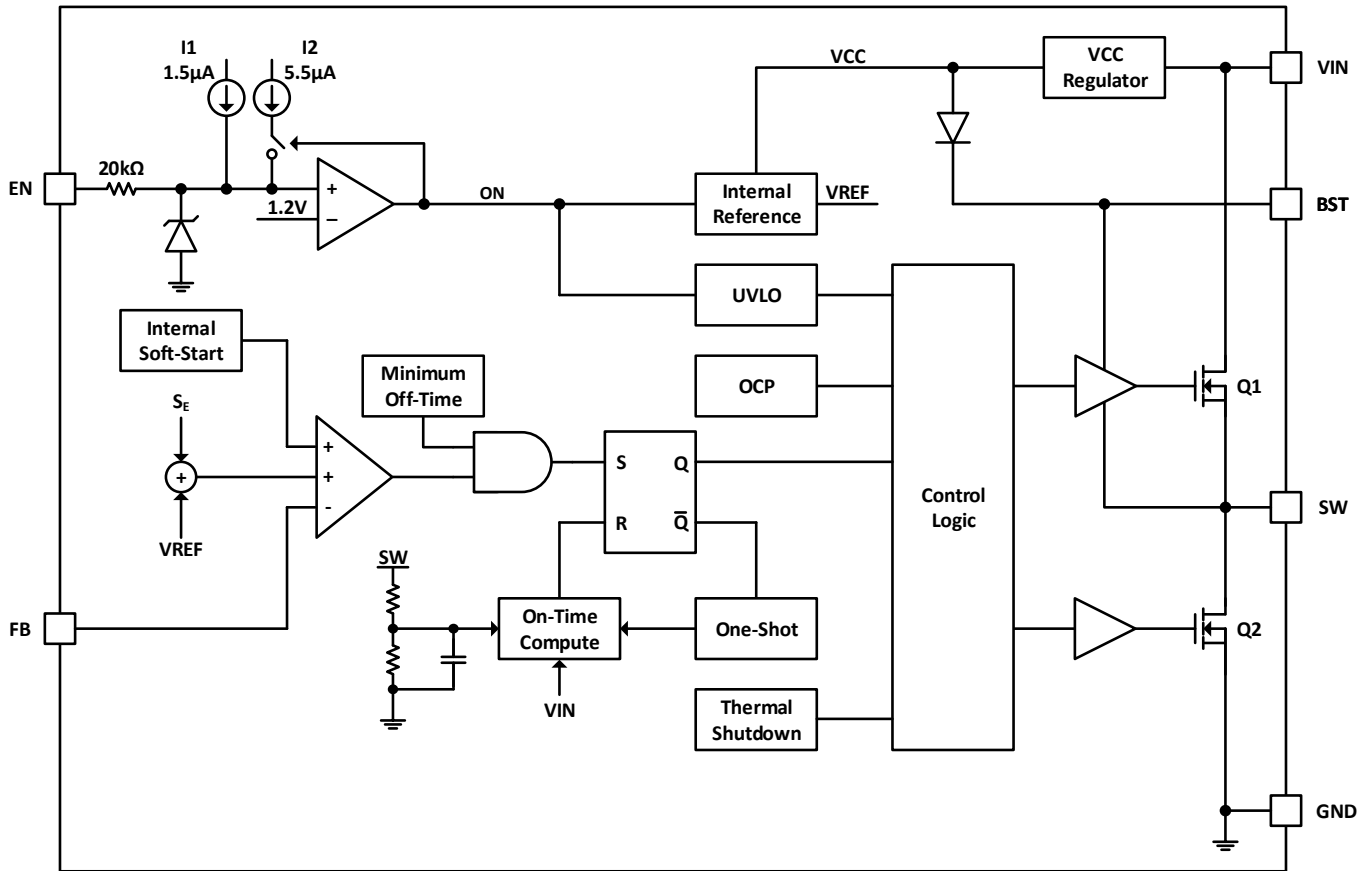 I1
1.5µA
I2
5.5µA
VCC
VCC
Regulator
VIN
EN
20kΩ
+
1.2V
−
ON
Internal
Reference
VREF
BST
UVLO
Internal
Soft-Start
Minimum
Off-Time
OCP
Q1
SE
+
+
+
-
VREF
S
Q
R
Q̅
Control
Logic
SW
SW
FB
On-Time
Compute
One-Shot
Q2
VIN
Thermal
Shutdown
GND